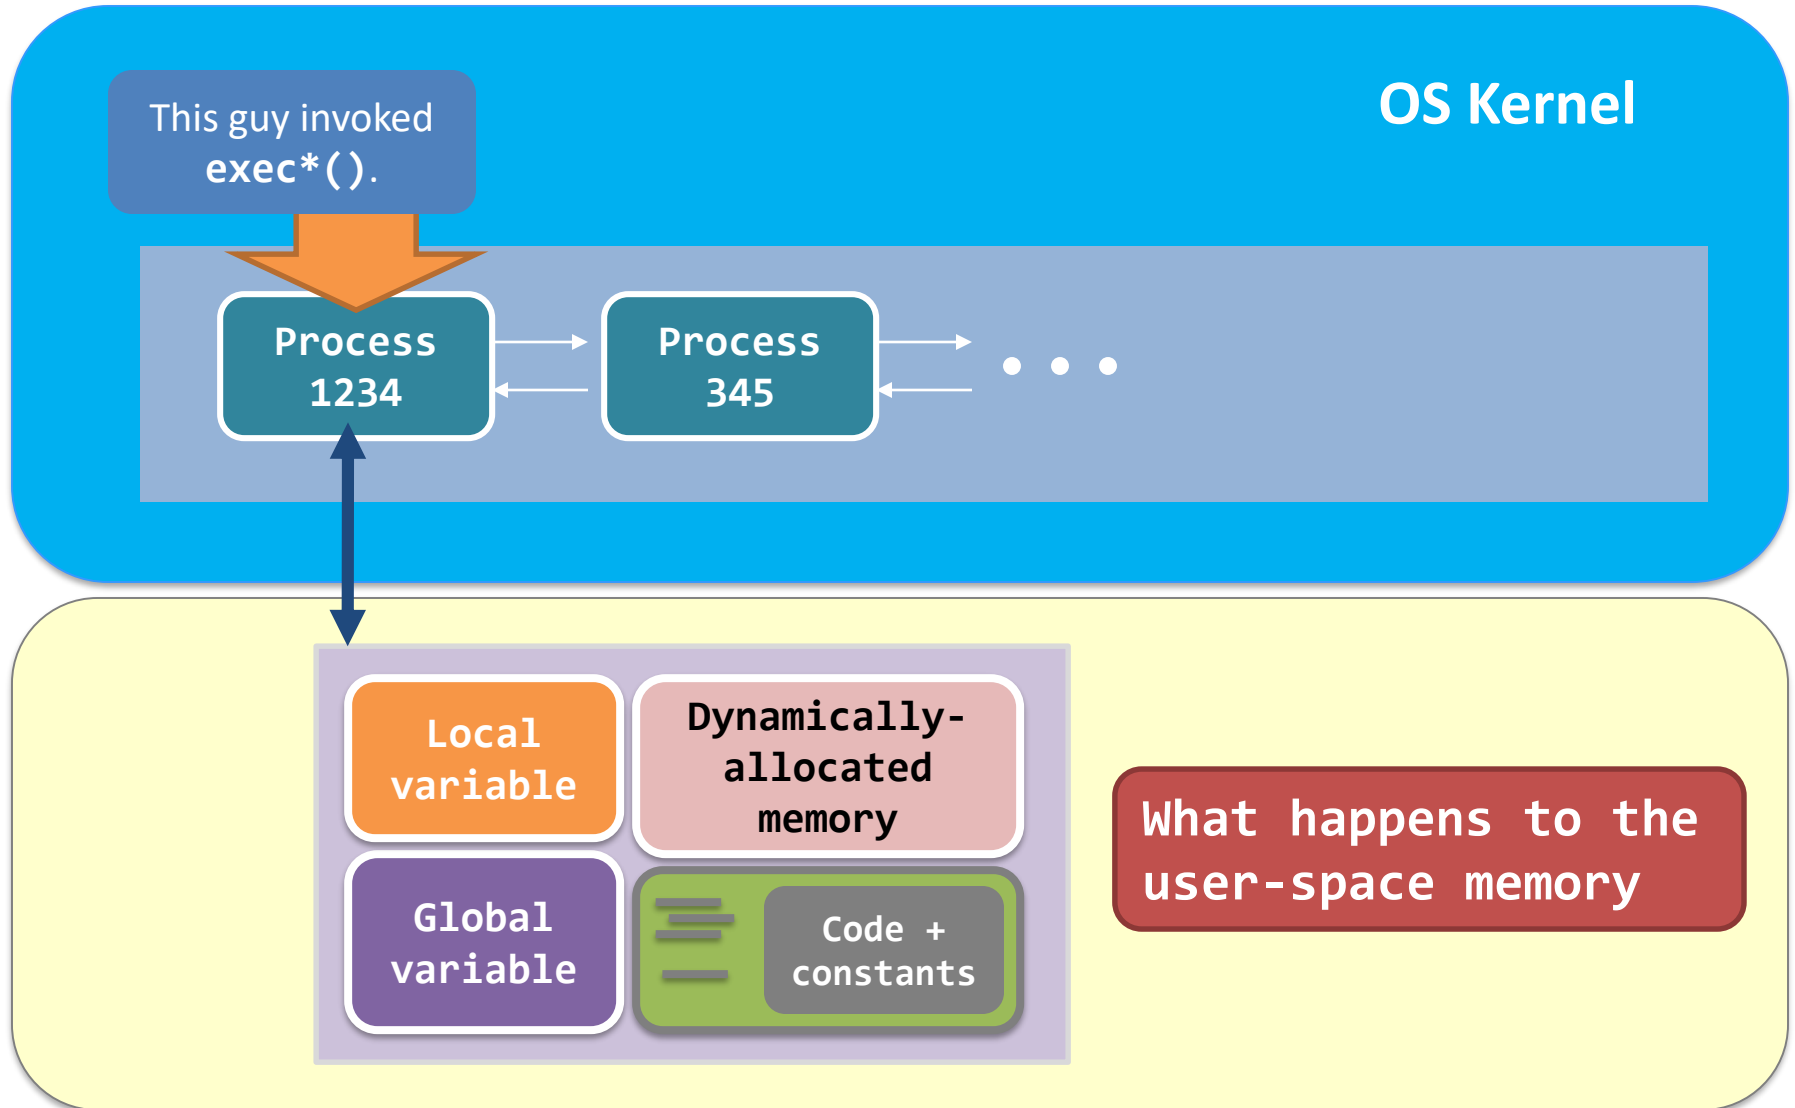 This guy invoked
exec*().
OS Kernel
Process
1234
Process
345
Local
variable
Dynamically-
allocated
memory
Global
variable
Code +
constants
What happens to the
user-space memory